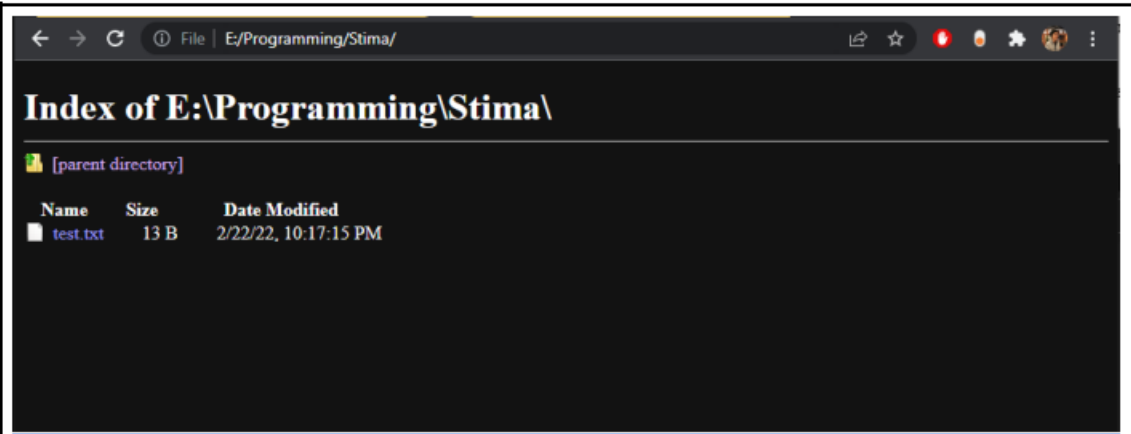 File | E:/Programming/Stima/
Index of E:\Programming\Stima\
[parent directory]
Name Size Date Modified
test.txt 13 B 2/22/22, 10:17:15 PM